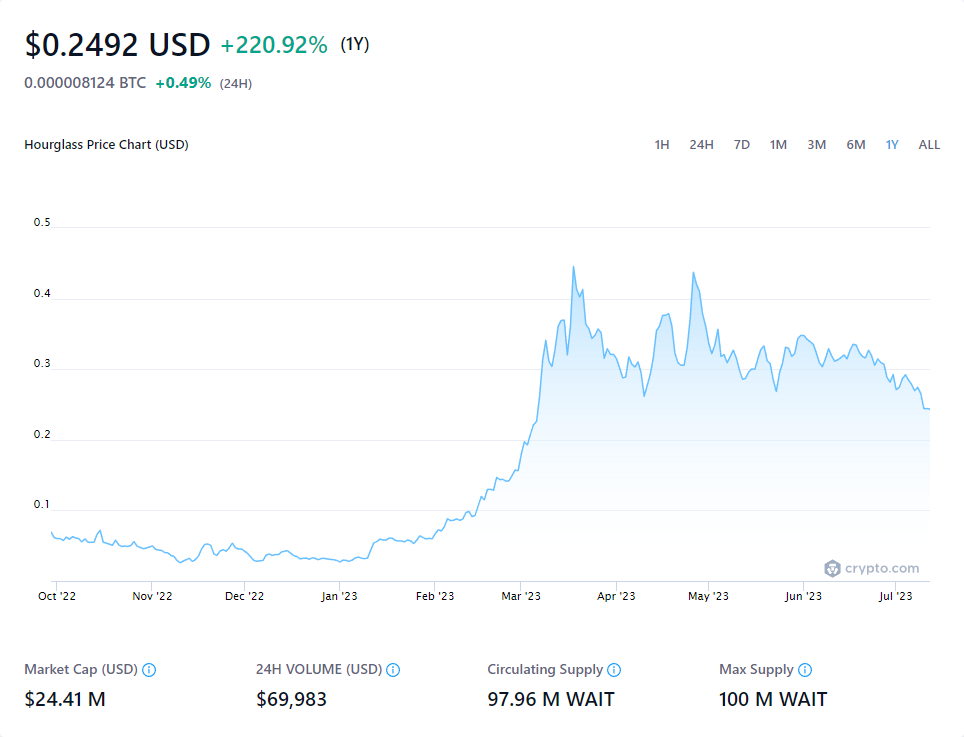 $0.2492 USD +220.92% (1Y)
0.000008124 BTC +0.49% (24H)
Hourglass Price Chart (USD) 1H 24H 7D 1M 3M 6M 1Y ALL
0.5
0.4
0.3
0.2
0.1
crypto.com
Oct '22 Nov '22 Dec '22 Jan '23 Feb '23 Mar '23 Apr '23 May '23 Jun '23 Jul '23
Market Cap (USD) 24H VOLUME (USD) Circulating Supply Max Supply
$24.41 M $69,983 97.96 M WAIT 100 M WAIT